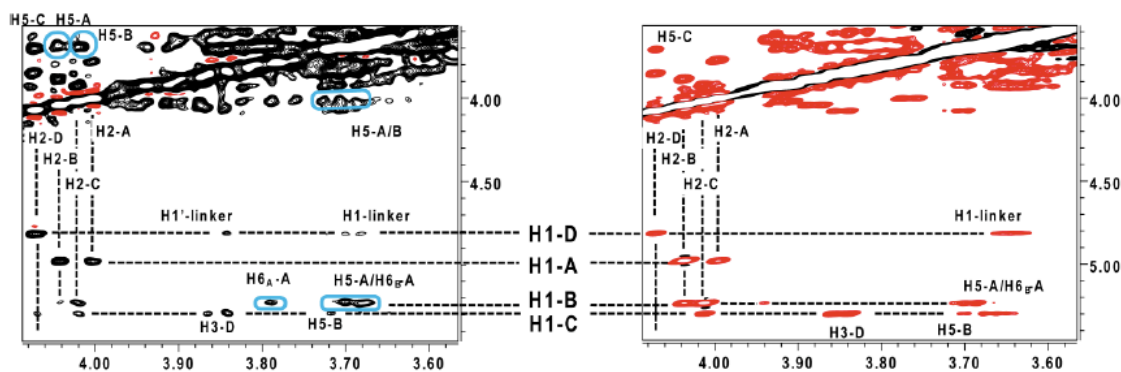 H5-C H5-A
H5-B
4.00
H2-A
H5-A/B
H2-D
H2-B
H2-C
4.50
H1'-linker
H1-linker
5.00
H6A-A
H5-A/H6B-A
H3-D
H5-B
4.00 3.90 3.80 3.70 3.60
H1-D
H1-A
H1-B
H1-C
H5-C
4.00
H2-A
H2-D
H2-B
H2-C
4.50
H1-linker
5.00
H5-A/H6B-A
H3-D
H5-B
4.00 3.90 3.80 3.70 3.60